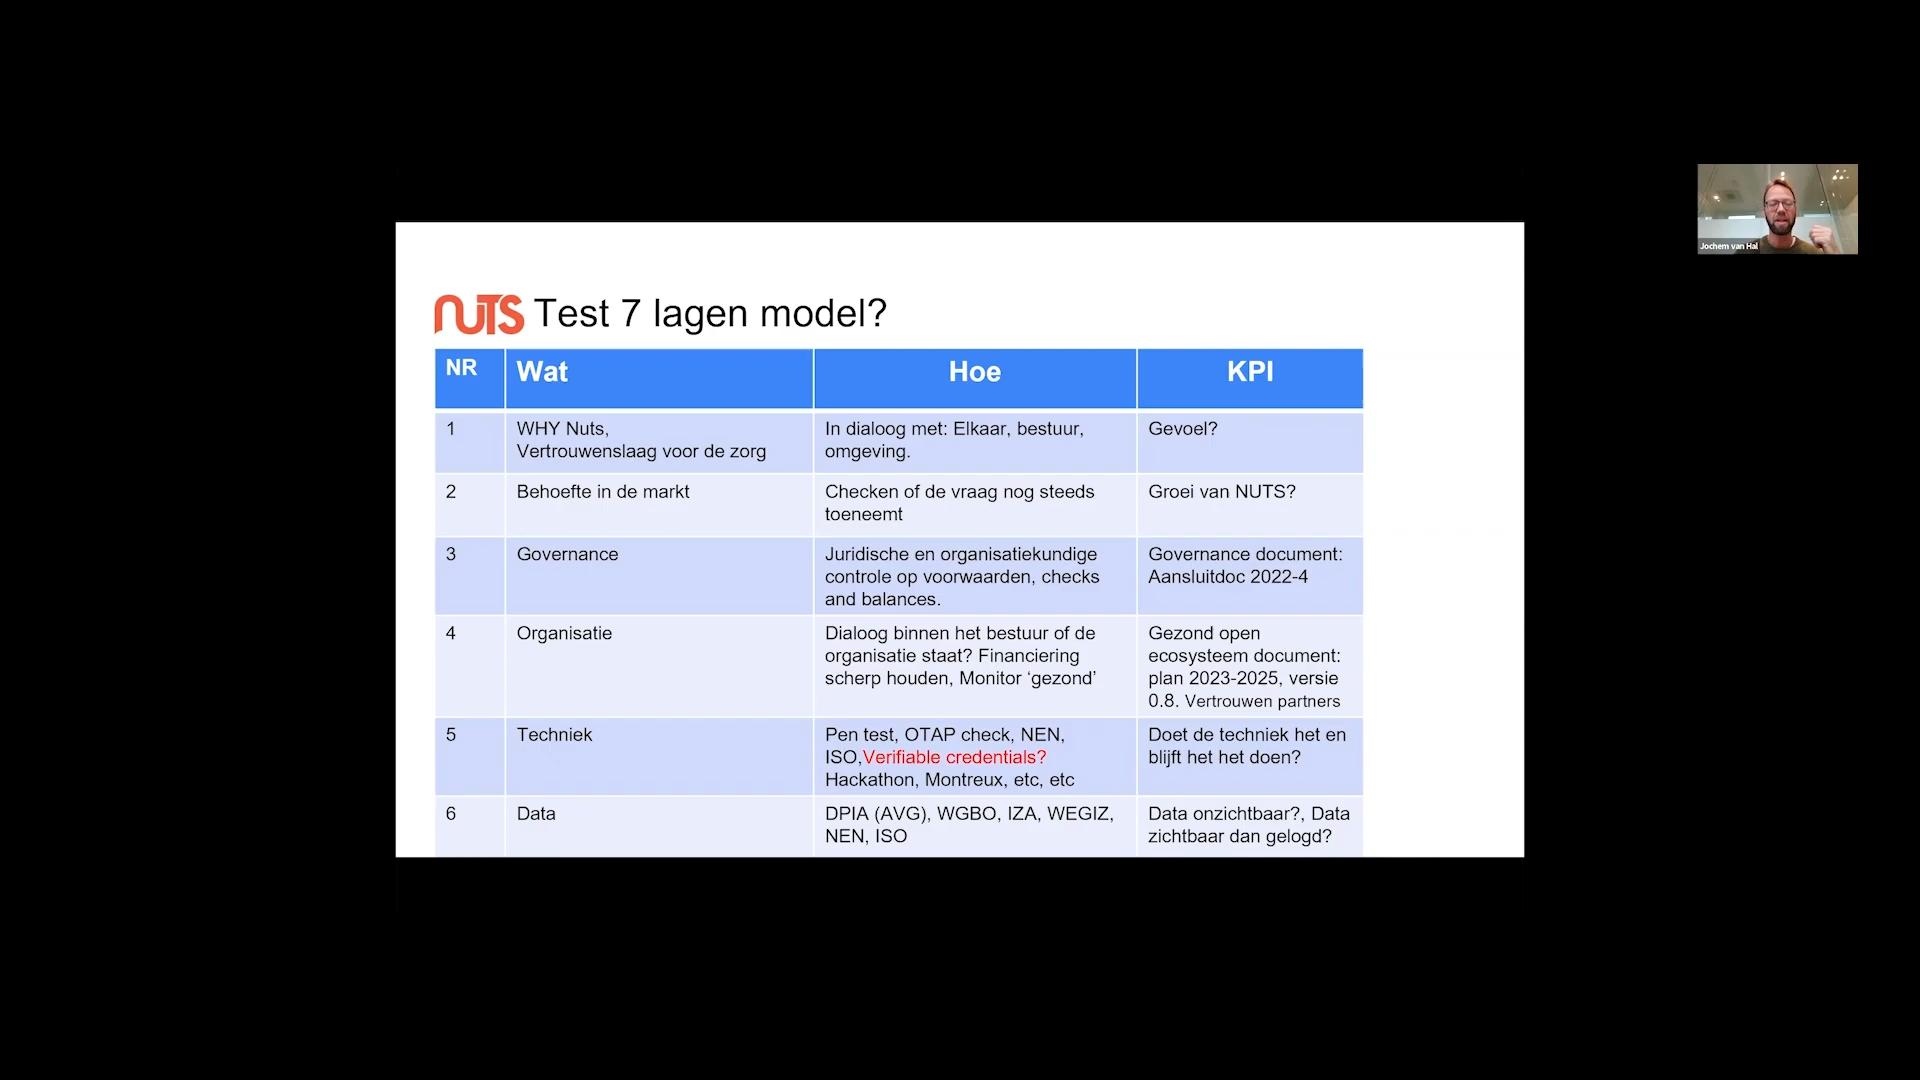 Jochem van Hal
NUTS Test 7 lagen model?
NR Wat Hoe KPI
1 WHY Nuts, In dialoog met: Elkaar, bestuur, Gevoel?
Vertrouwenslaag voor de zorg omgeving.
2 Behoefte in de markt Checken of de vraag nog steeds Groei van NUTS?
toeneemt
3 Governance Juridische en organisatiekundige Governance document:
controle op voorwaarden, checks Aansluitdoc 2022-4
and balances.
4 Organisatie Dialoog binnen het bestuur of de Gezond open
organisatie staat? Financiering ecosysteem document:
scherp houden, Monitor ‘gezond’ plan 2023-2025, versie
0.8. Vertrouwen partners
5 Techniek Pen test, OTAP check, NEN, Doet de techniek het en
ISO,Verifiable credentials? blijft het het doen?
Hackathon, Montreux, etc, etc
6 Data DPIA (AVG), WGBO, IZA, WEGIZ, Data onzichtbaar?, Data
NEN, ISO zichtbaar dan gelogd?